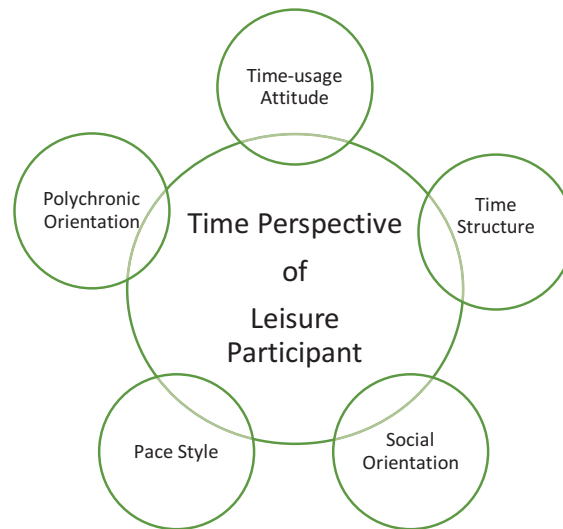 Time-usage
Attitude
Polychronic
Orientation
Time Perspective
of
Leisure
Participant
Time
Structure
Pace Style
Social
Orientation